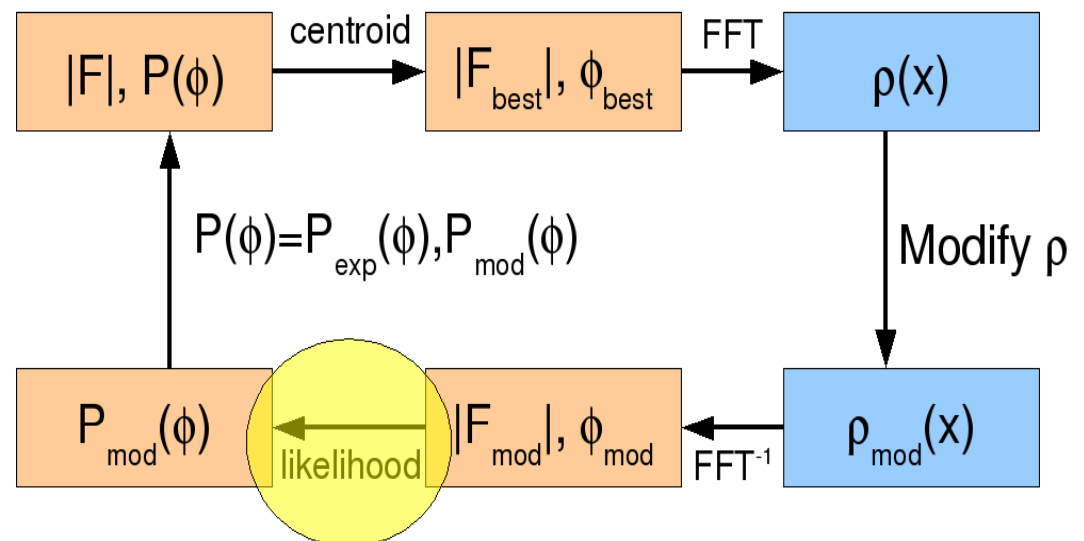 |F|, P(ϕ)
centroid
|F_best|, ϕ_best
FFT
ρ(x)
P(ϕ)=P_exp(ϕ),P_mod(ϕ)
Modify ρ
P_mod(ϕ)
likelihood
|F_mod|, ϕ_mod
FFT⁻¹
ρ_mod(x)